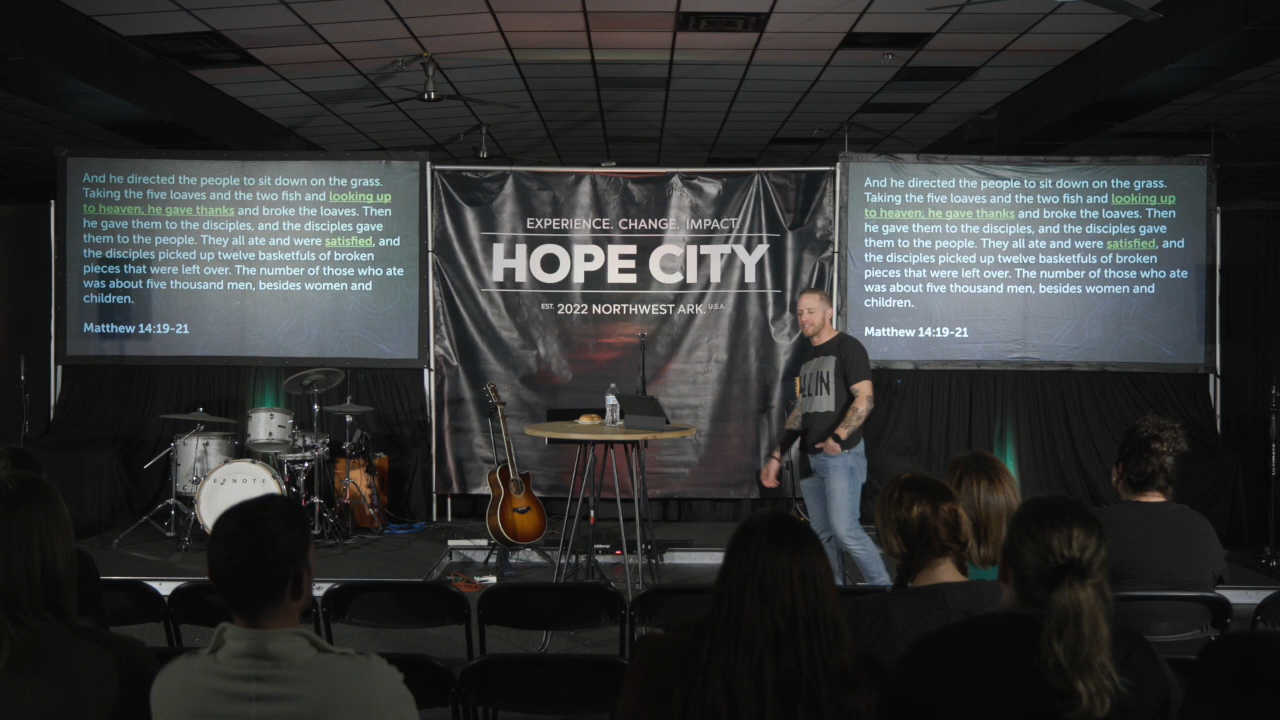 And he directed the people to sit down on the grass.
Taking the five loaves and the two fish and looking up
to heaven, he gave thanks and broke the loaves. Then
he gave them to the disciples, and the disciples gave
them to the people. They all ate and were satisfied, and
the disciples picked up twelve basketfuls of broken
pieces that were left over. The number of those who ate
was about five thousand men, besides women and
children.
Matthew 14:19-21
EXPERIENCE. CHANGE. IMPACT.
HOPE CITY
EST. 2022 NORTHWEST ARK. U.S.A.
And he directed the people to sit down on the grass.
Taking the five loaves and the two fish and looking up
to heaven, he gave thanks and broke the loaves. Then
he gave them to the disciples, and the disciples gave
them to the people. They all ate and were satisfied, and
the disciples picked up twelve basketfuls of broken
pieces that were left over. The number of those who ate
was about five thousand men, besides women and
children.
Matthew 14:19-21